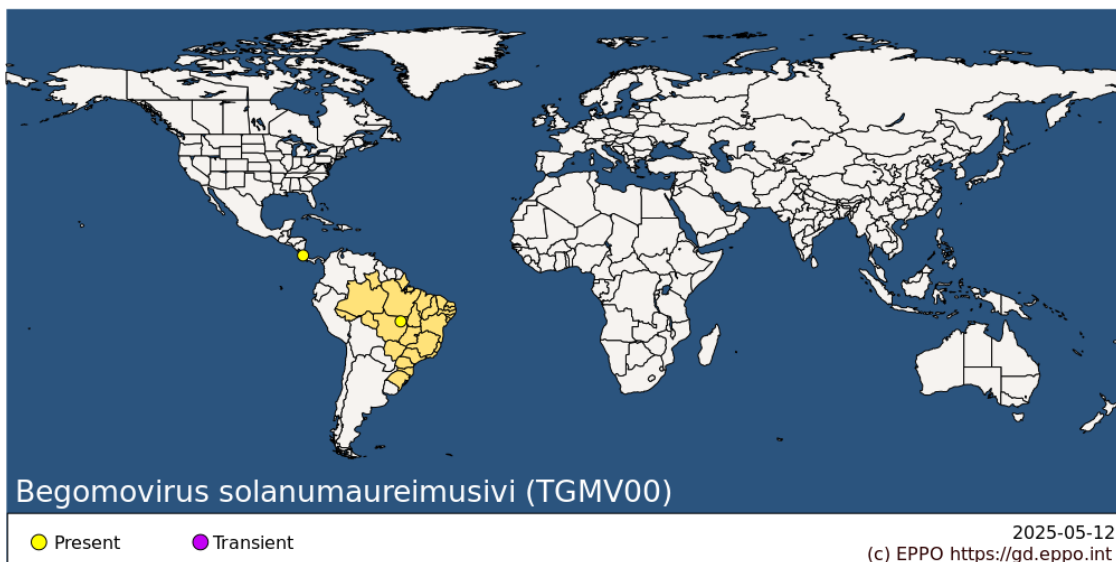 Begomovirus solanumaureimusivi (TGMV00)
Present
Transient
2025-05-12
(c) EPPO https://gd.eppo.int